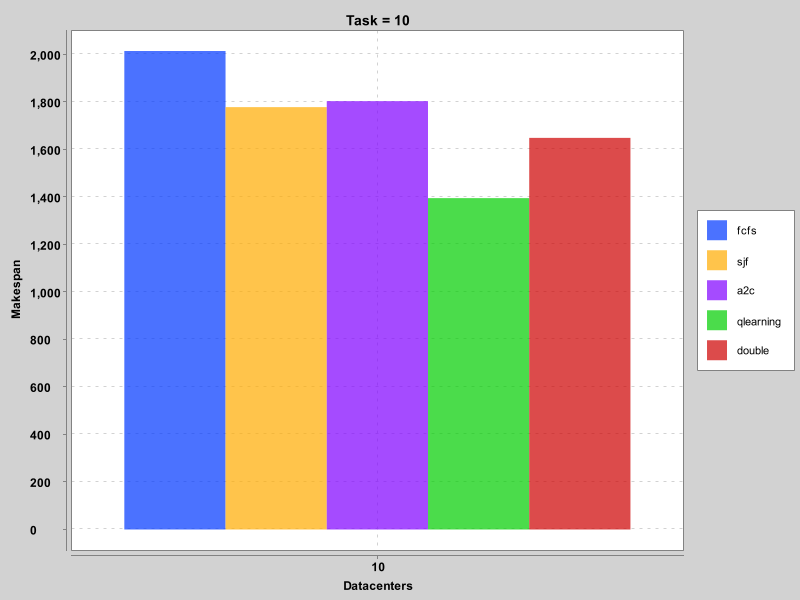 Task = 10
2,000
1,800
1,600
1,400
1,200
1,000
800
600
400
200
0
Makespan
10
Datacenters
fcfs
sjf
a2c
qlearning
double